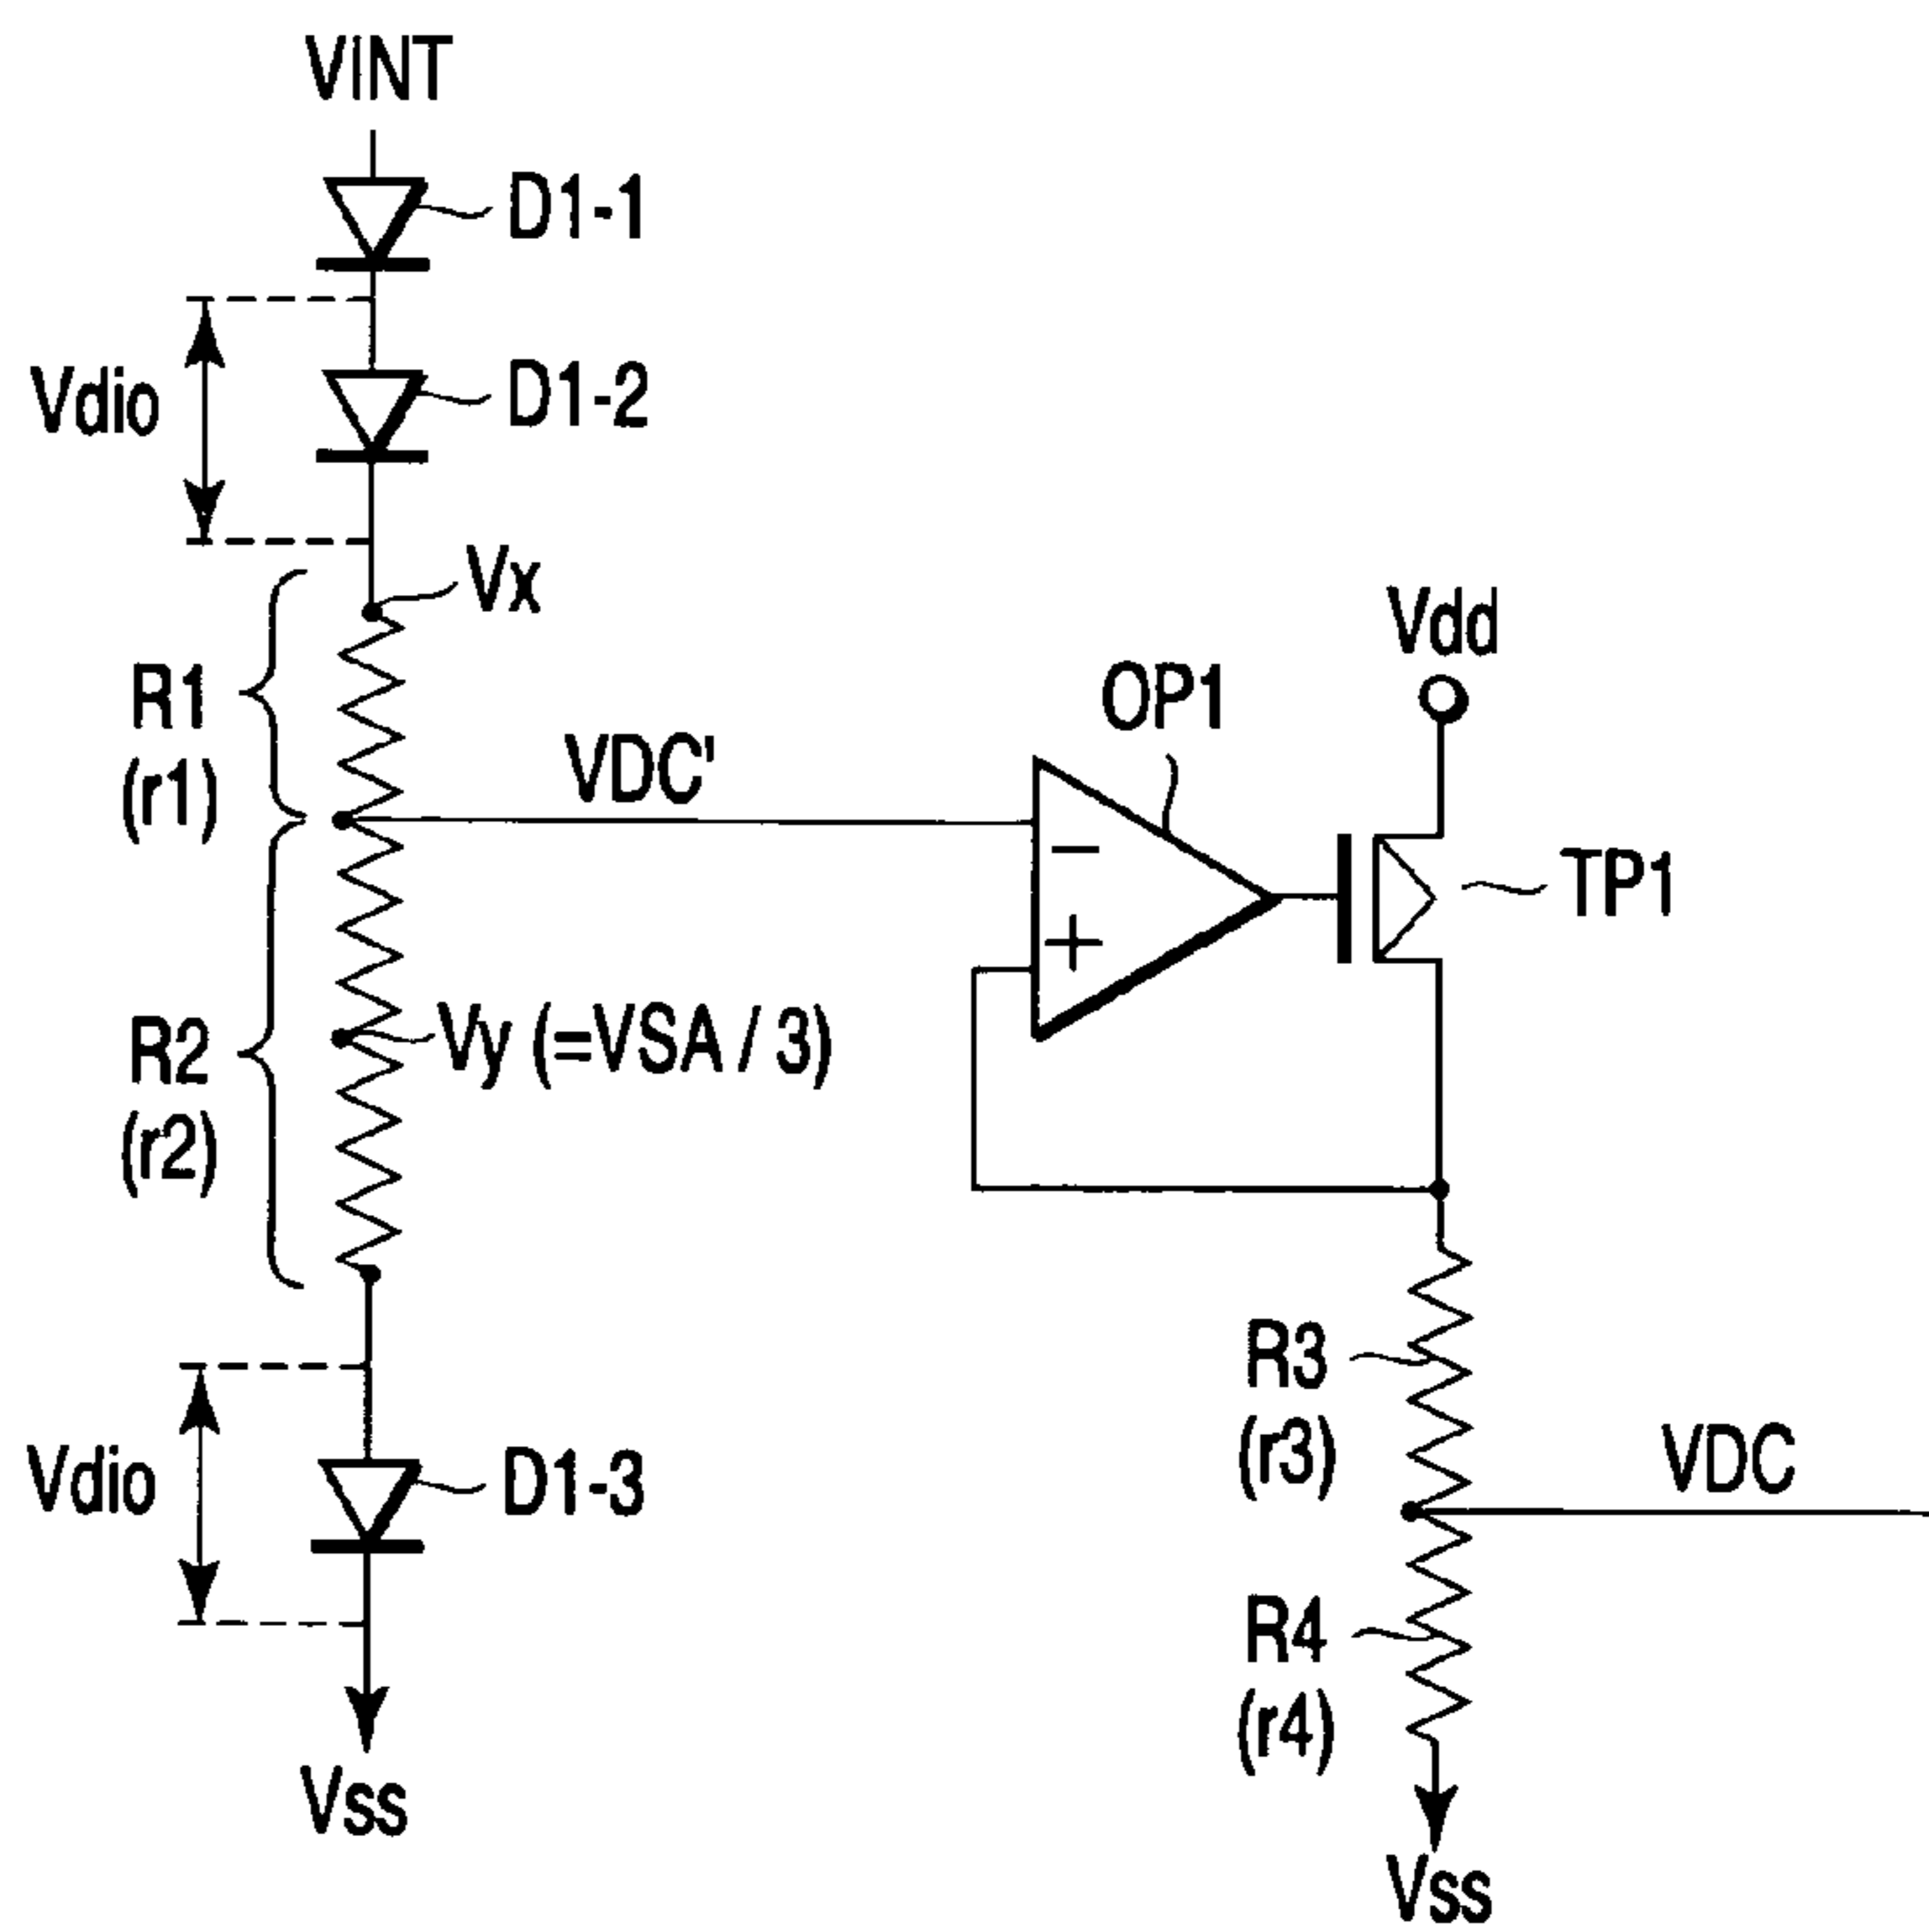 VINT
D1-1
Vdio
D1-2
Vx
R1
(r1)
VDC'
OP1
Vdd
TP1
−
+
R2
(r2)
Vy (=VSA / 3)
R3
(r3)
VDC
Vdio
D1-3
R4
(r4)
Vss
Vss